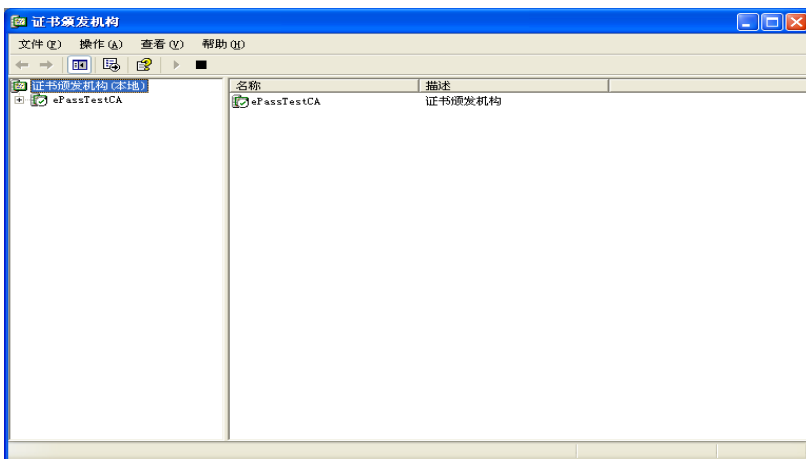 证书颁发机构
文件(F) 操作(A) 查看(V) 帮助(H)
证书颁发机构(本地)
ePassTestCA
名称 描述
ePassTestCA 证书颁发机构